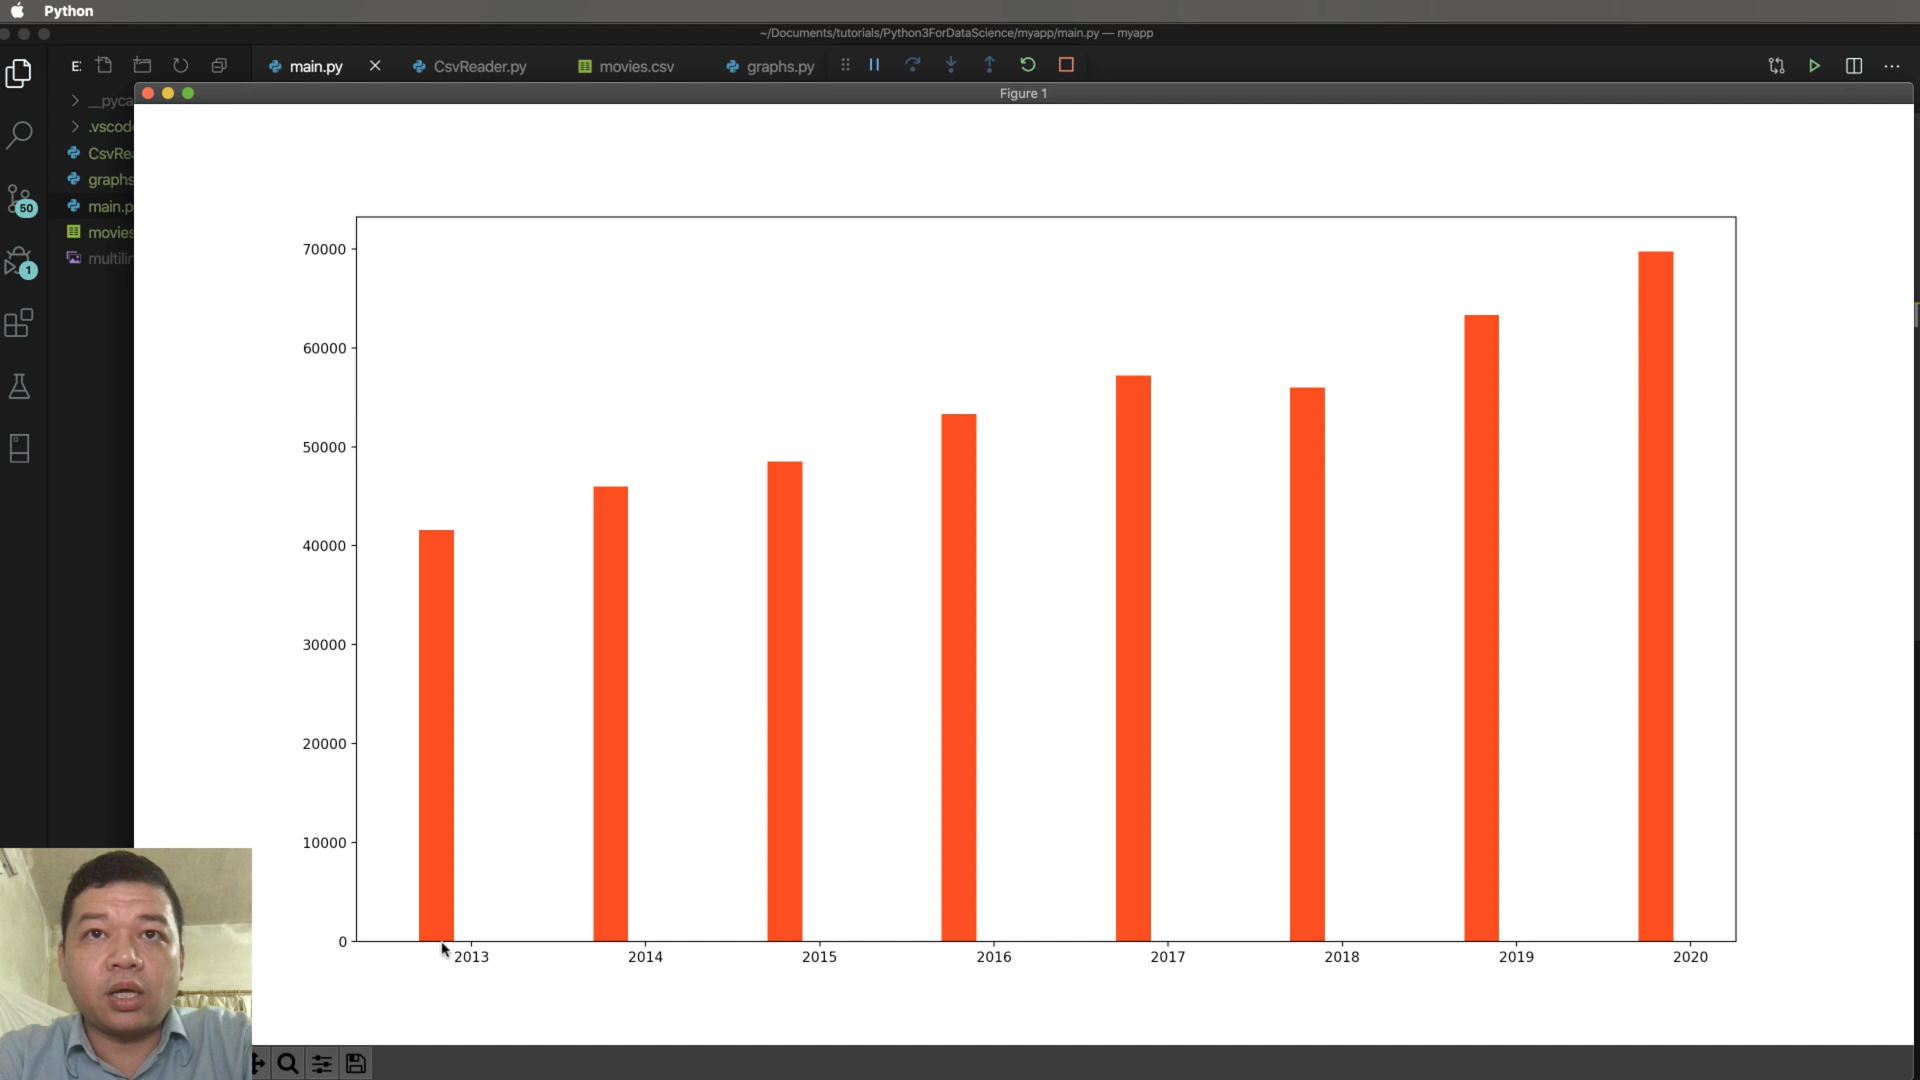 Python
~/Documents/tutorials/Python3ForDataScience/myapp/main.py — myapp
E:
main.py
CsvReader.py
movies.csv
graphs.py
__pyca
Figure 1
.vscod
CsvRea
graphs
50
main.p
movies
multilin
1
70000
60000
50000
40000
30000
20000
10000
0
2013 2014 2015 2016 2017 2018 2019 2020